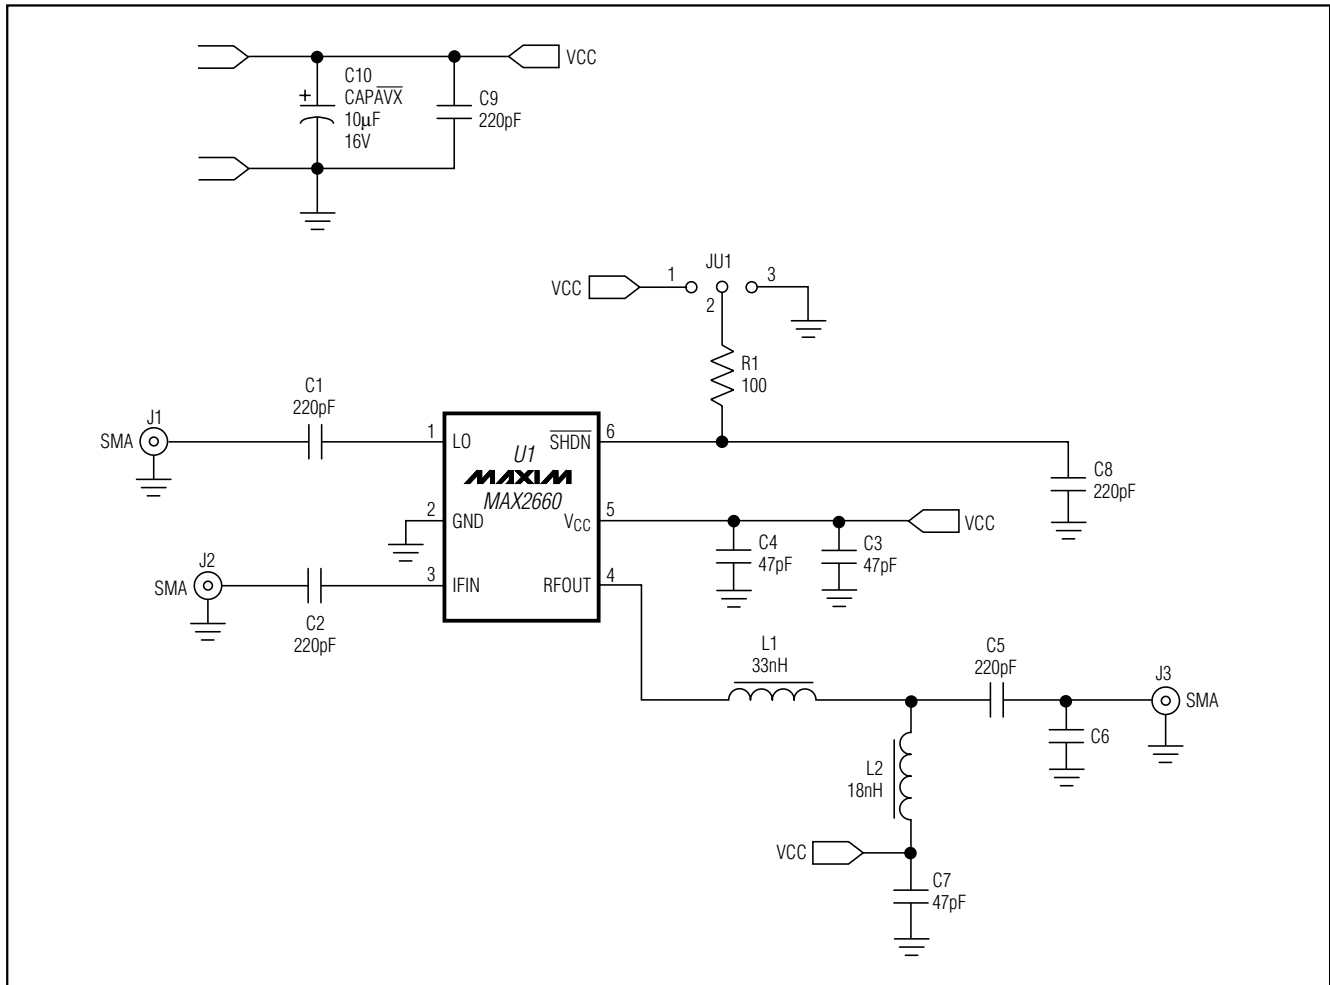 VCC
C10
CAPAVX
10µF
16V
+
C9
220pF
JU1
VCC
1
2
3
R1
100
C1
220pF
J1
SMA
1
LO
SHDN
6
U1
MAXIM
MAX2660
C8
220pF
2
GND
VCC
5
VCC
C4
47pF
C3
47pF
J2
SMA
3
IFIN
RFOUT
4
C2
220pF
L1
33nH
C5
220pF
J3
SMA
C6
L2
18nH
VCC
C7
47pF